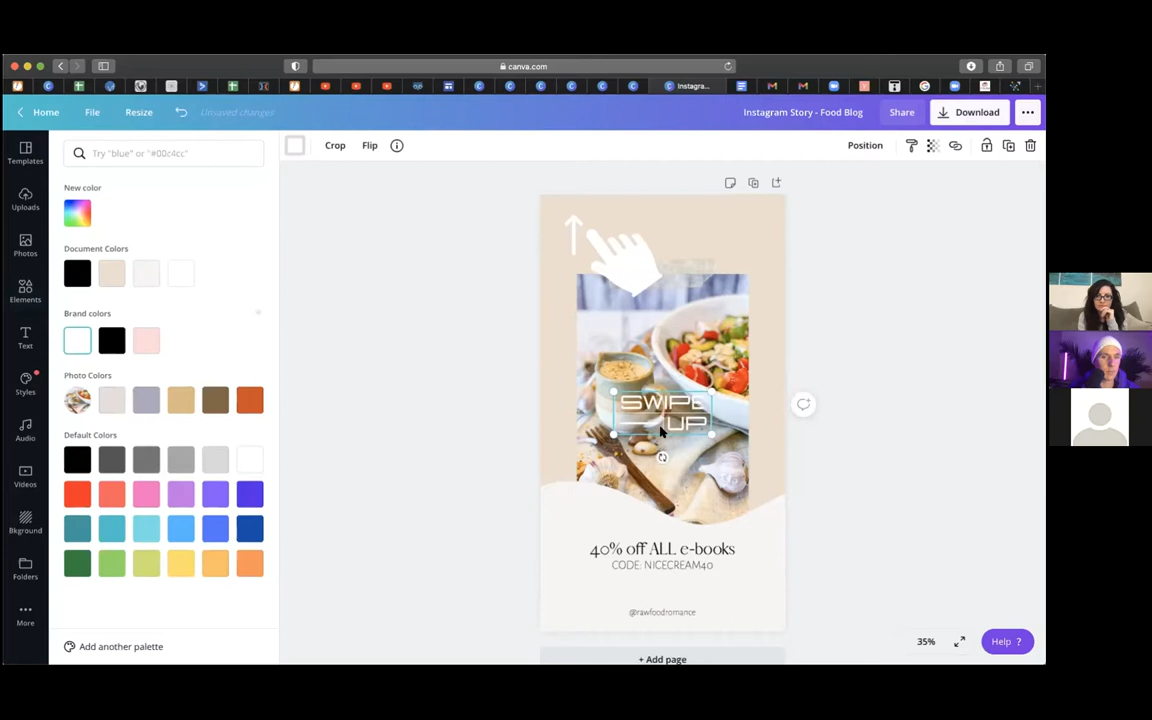 canva.com
Instagra...
Home
File
Resize
Unsaved changes
Instagram Story - Food Blog
Share
Download
Templates
Uploads
Photos
Elements
Text
Styles
Audio
Videos
Bkground
Folders
More
Try "blue" or "#00c4cc"
New color
Document Colors
Brand colors
Photo Colors
Default Colors
Add another palette
Crop
Flip
Position
SWIPE
UP
40% off ALL e-books
CODE: NICECREAM40
@rawfoodromance
+ Add page
35%
Help ?